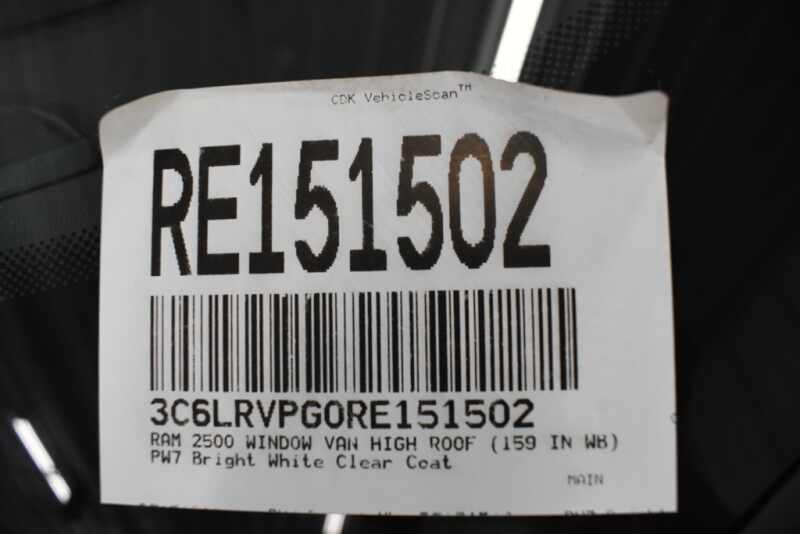 CDK VehicleScan™
RE151502
3C6LRVPG0RE151502
RAM 2500 WINDOW VAN HIGH ROOF (159 IN WB)
PW7 Bright White Clear Coat
MAIN